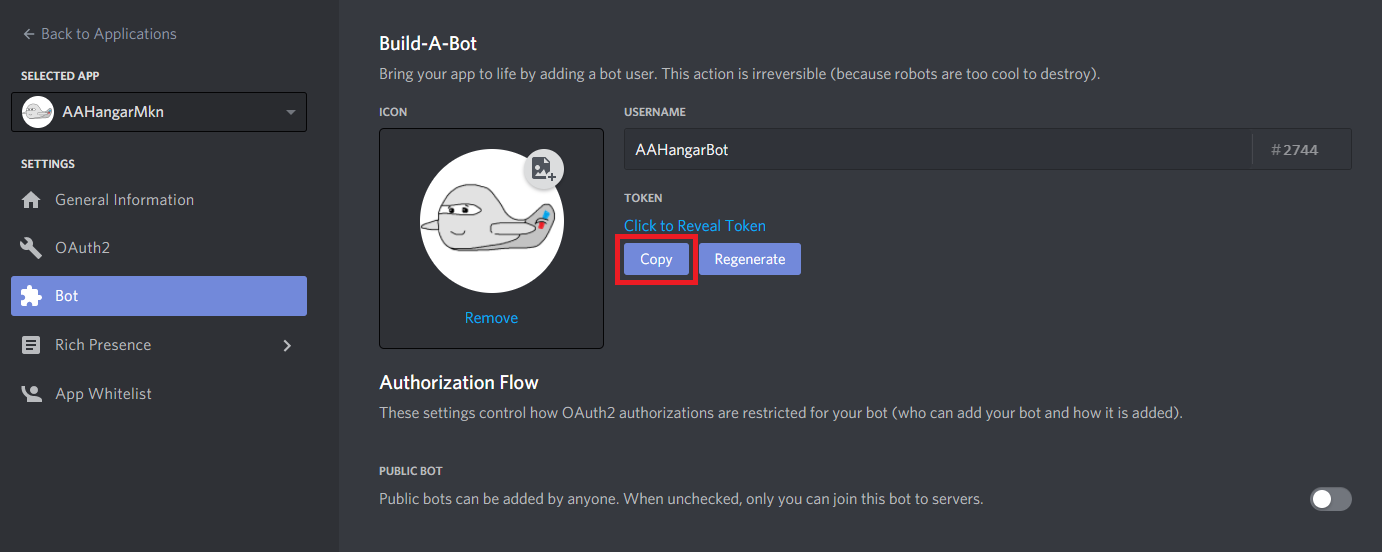 Back to Applications
SELECTED APP
AAHangarMkn
SETTINGS
General Information
OAuth2
Bot
Rich Presence
App Whitelist
Build-A-Bot
Bring your app to life by adding a bot user. This action is irreversible (because robots are too cool to destroy).
ICON
Remove
USERNAME
AAHangarBot #2744
TOKEN
Click to Reveal Token
Copy Regenerate
Authorization Flow
These settings control how OAuth2 authorizations are restricted for your bot (who can add your bot and how it is added).
PUBLIC BOT
Public bots can be added by anyone. When unchecked, only you can join this bot to servers.